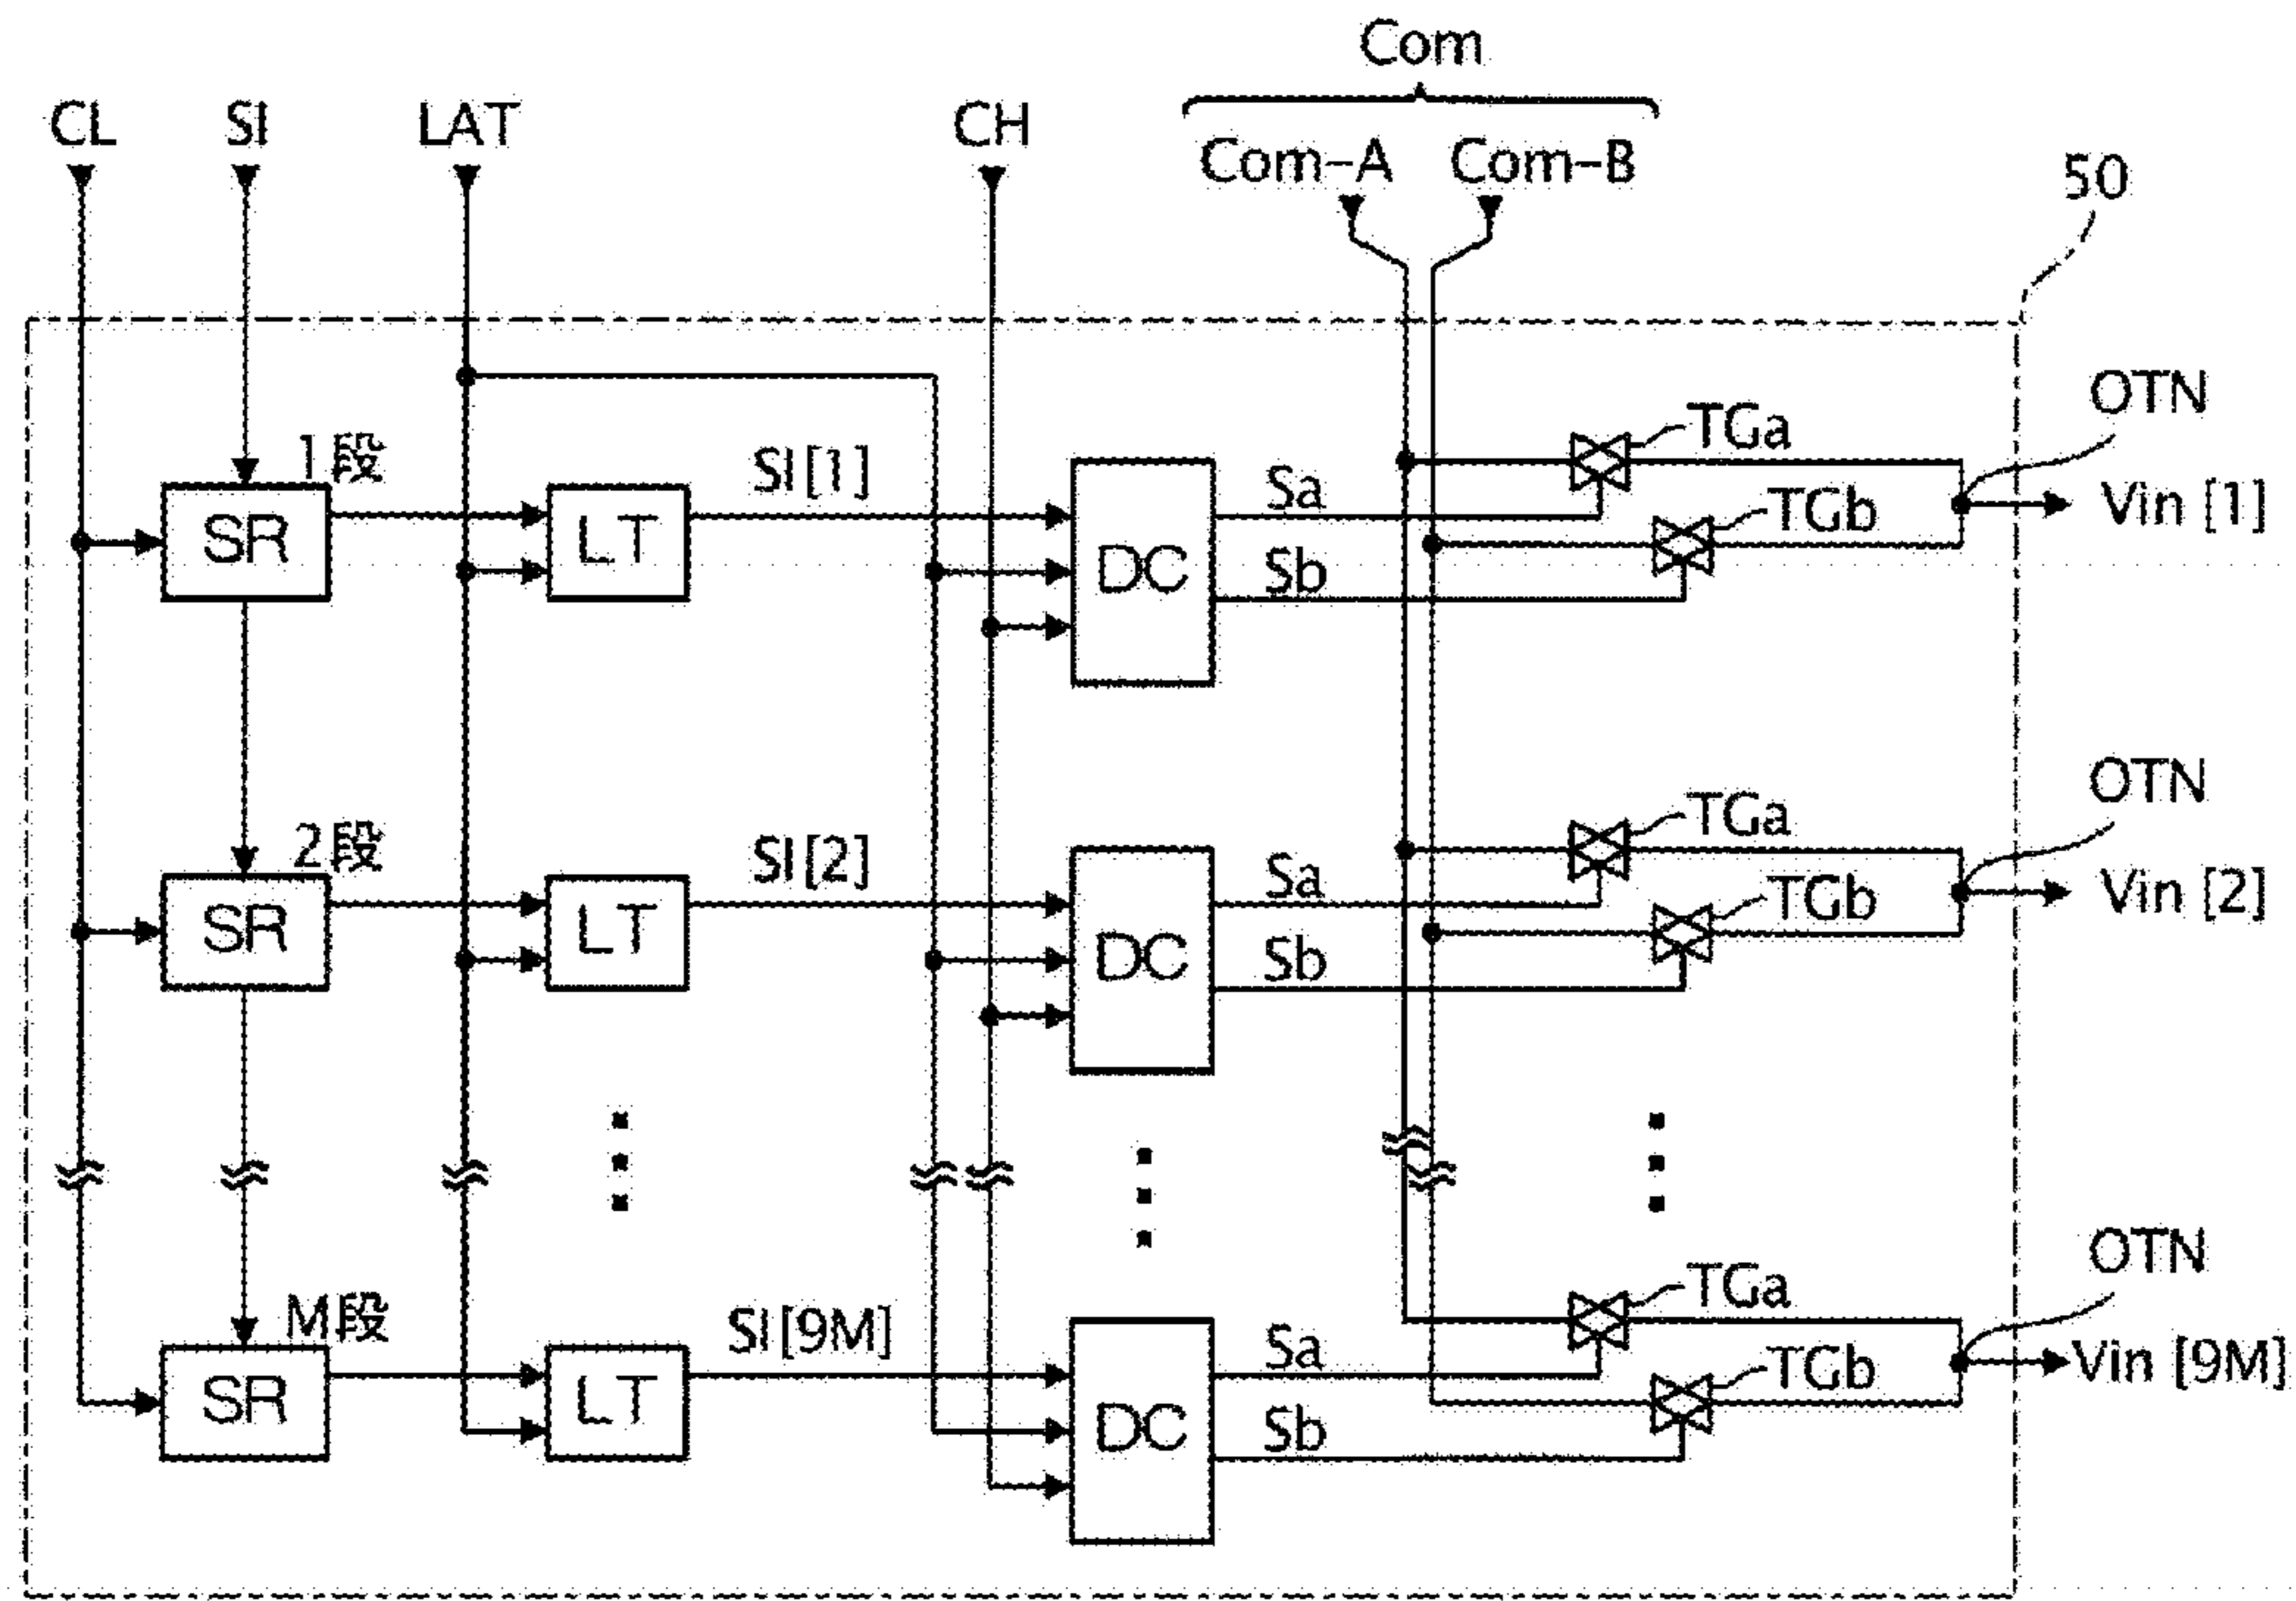 Com
CL SI LAT CH Com-A Com-B
50
OTN
1段 SI[1] Sa TGa
SR LT DC TGb Vin [1]
Sb
OTN
2段 SI[2] Sa TGa
SR LT DC TGb Vin [2]
Sb
OTN
M段 SI[9M] Sa TGa
SR LT DC TGb Vin [9M]
Sb